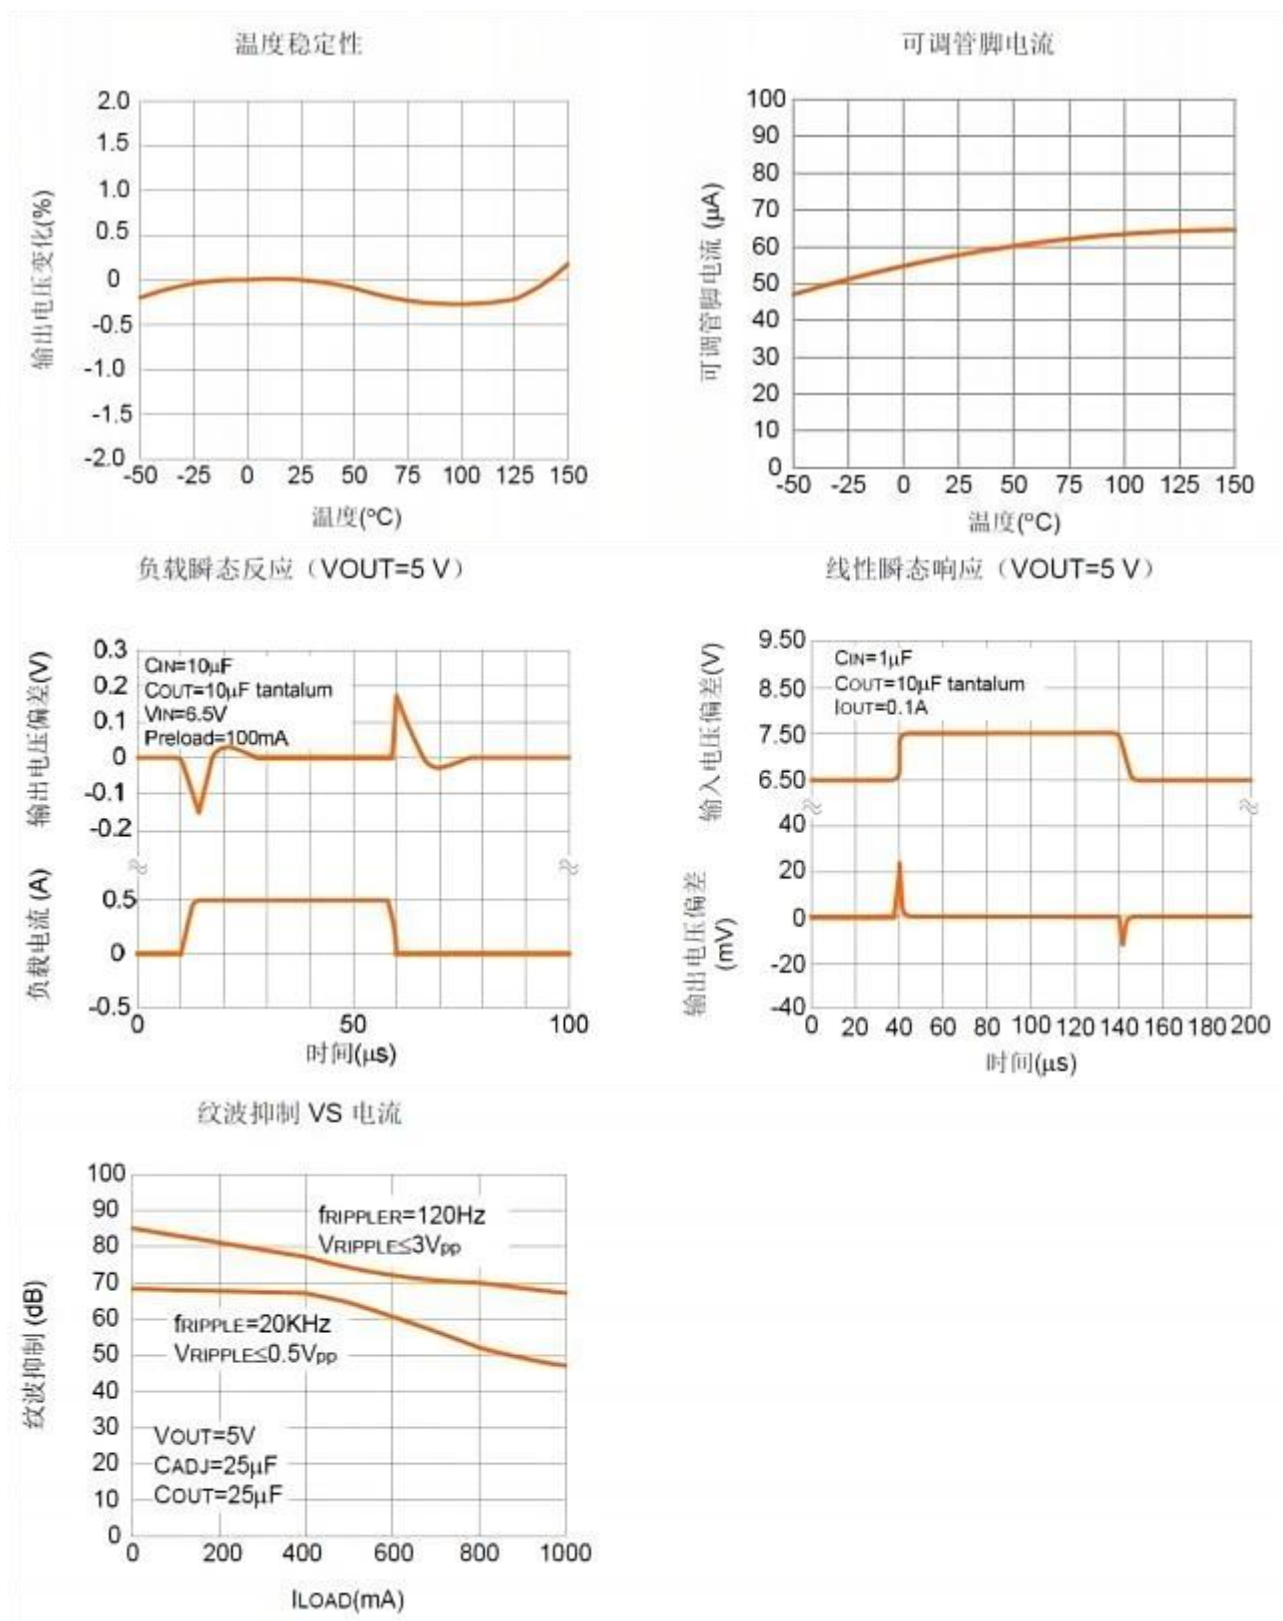 温度稳定性
2.0
1.5
1.0
0.5
0
-0.5
-1.0
-1.5
-2.0
输出电压变化(%)
-50 -25 0 25 50 75 100 125 150
温度(°C)
可调管脚电流
100
90
80
70
60
50
40
30
20
10
0
可调管脚电流 (μA)
-50 -25 0 25 50 75 100 125 150
温度(°C)
负载瞬态反应（VOUT=5 V）
0.3
0.2
0.1
0
-0.1
-0.2
输出电压偏差(V)
CIN=10μF
COUT=10μF tantalum
VIN=6.5V
Preload=100mA
0.5
0
-0.5
负载电流 (A)
0 50 100
时间(μs)
线性瞬态响应（VOUT=5 V）
9.50
8.50
7.50
6.50
输入电压偏差(V)
CIN=1μF
COUT=10μF tantalum
IOUT=0.1A
40
20
0
-20
-40
输出电压偏差
(mV)
0 20 40 60 80 100 120 140 160 180 200
时间(μs)
纹波抑制 VS 电流
100
90
80
70
60
50
40
30
20
10
0
纹波抑制 (dB)
fRIPPLER=120Hz
VRIPPLE≤3Vpp
fRIPPLE=20KHz
VRIPPLE≤0.5Vpp
VOUT=5V
CADJ=25μF
COUT=25μF
0 200 400 600 800 1000
ILOAD(mA)